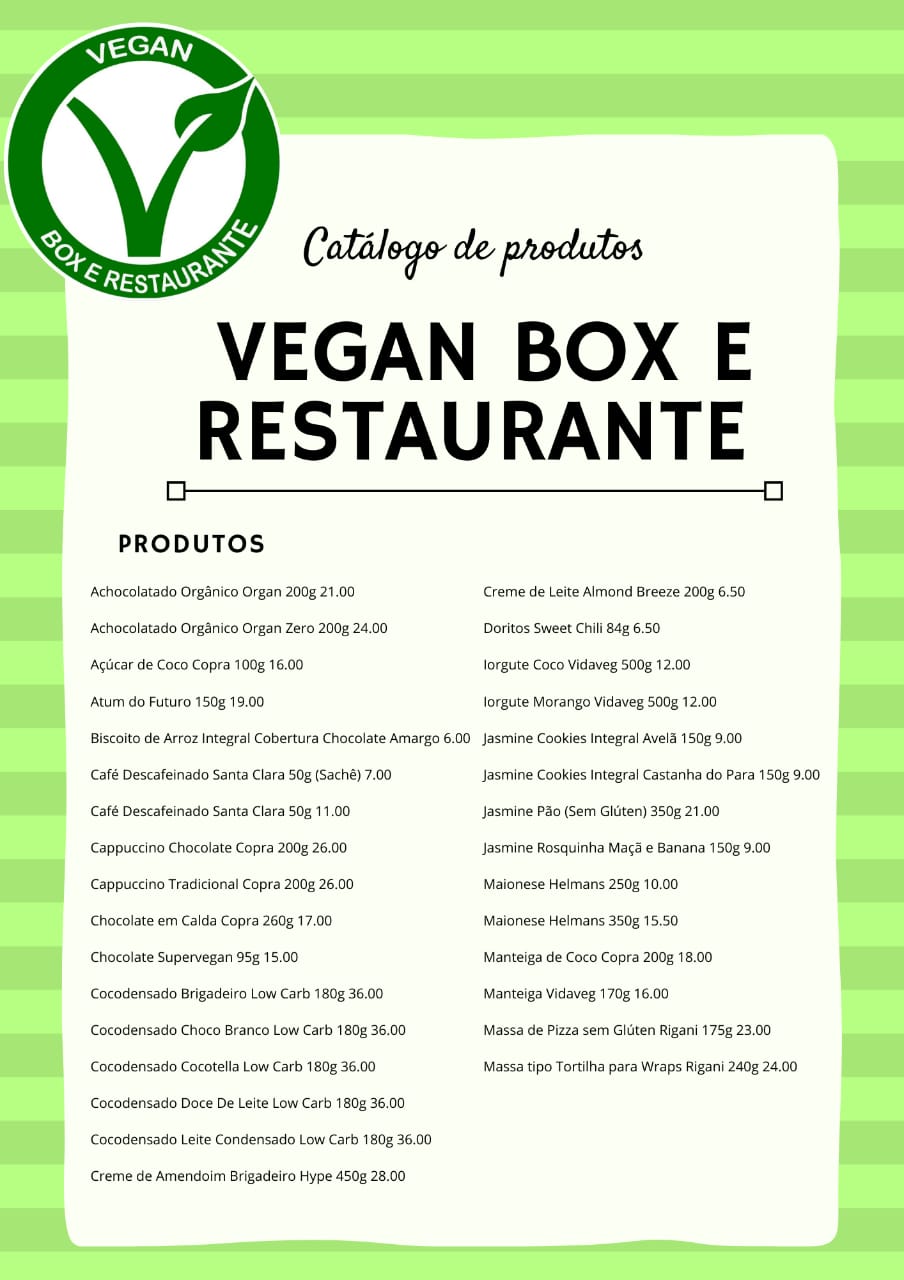 VEGAN
BOX E RESTAURANTE
Catálogo de produtos
VEGAN BOX E
RESTAURANTE
PRODUTOS
Achocolatado Orgânico Organ 200g 21.00
Achocolatado Orgânico Organ Zero 200g 24.00
Açúcar de Coco Copra 100g 16.00
Atum do Futuro 150g 19.00
Biscoito de Arroz Integral Cobertura Chocolate Amargo 6.00
Café Descafeinado Santa Clara 50g (Sachê) 7.00
Café Descafeinado Santa Clara 50g 11.00
Cappuccino Chocolate Copra 200g 26.00
Cappuccino Tradicional Copra 200g 26.00
Chocolate em Calda Copra 260g 17.00
Chocolate Supervegan 95g 15.00
Cocodensado Brigadeiro Low Carb 180g 36.00
Cocodensado Choco Branco Low Carb 180g 36.00
Cocodensado Cocotella Low Carb 180g 36.00
Cocodensado Doce De Leite Low Carb 180g 36.00
Cocodensado Leite Condensado Low Carb 180g 36.00
Creme de Amendoim Brigadeiro Hype 450g 28.00
Creme de Leite Almond Breeze 200g 6.50
Doritos Sweet Chili 84g 6.50
Iorgute Coco Vidaveg 500g 12.00
Iorgute Morango Vidaveg 500g 12.00
Jasmine Cookies Integral Avelã 150g 9.00
Jasmine Cookies Integral Castanha do Para 150g 9.00
Jasmine Pão (Sem Glúten) 350g 21.00
Jasmine Rosquinha Maçã e Banana 150g 9.00
Maionese Helmans 250g 10.00
Maionese Helmans 350g 15.50
Manteiga de Coco Copra 200g 18.00
Manteiga Vidaveg 170g 16.00
Massa de Pizza sem Glúten Rigani 175g 23.00
Massa tipo Tortilha para Wraps Rigani 240g 24.00